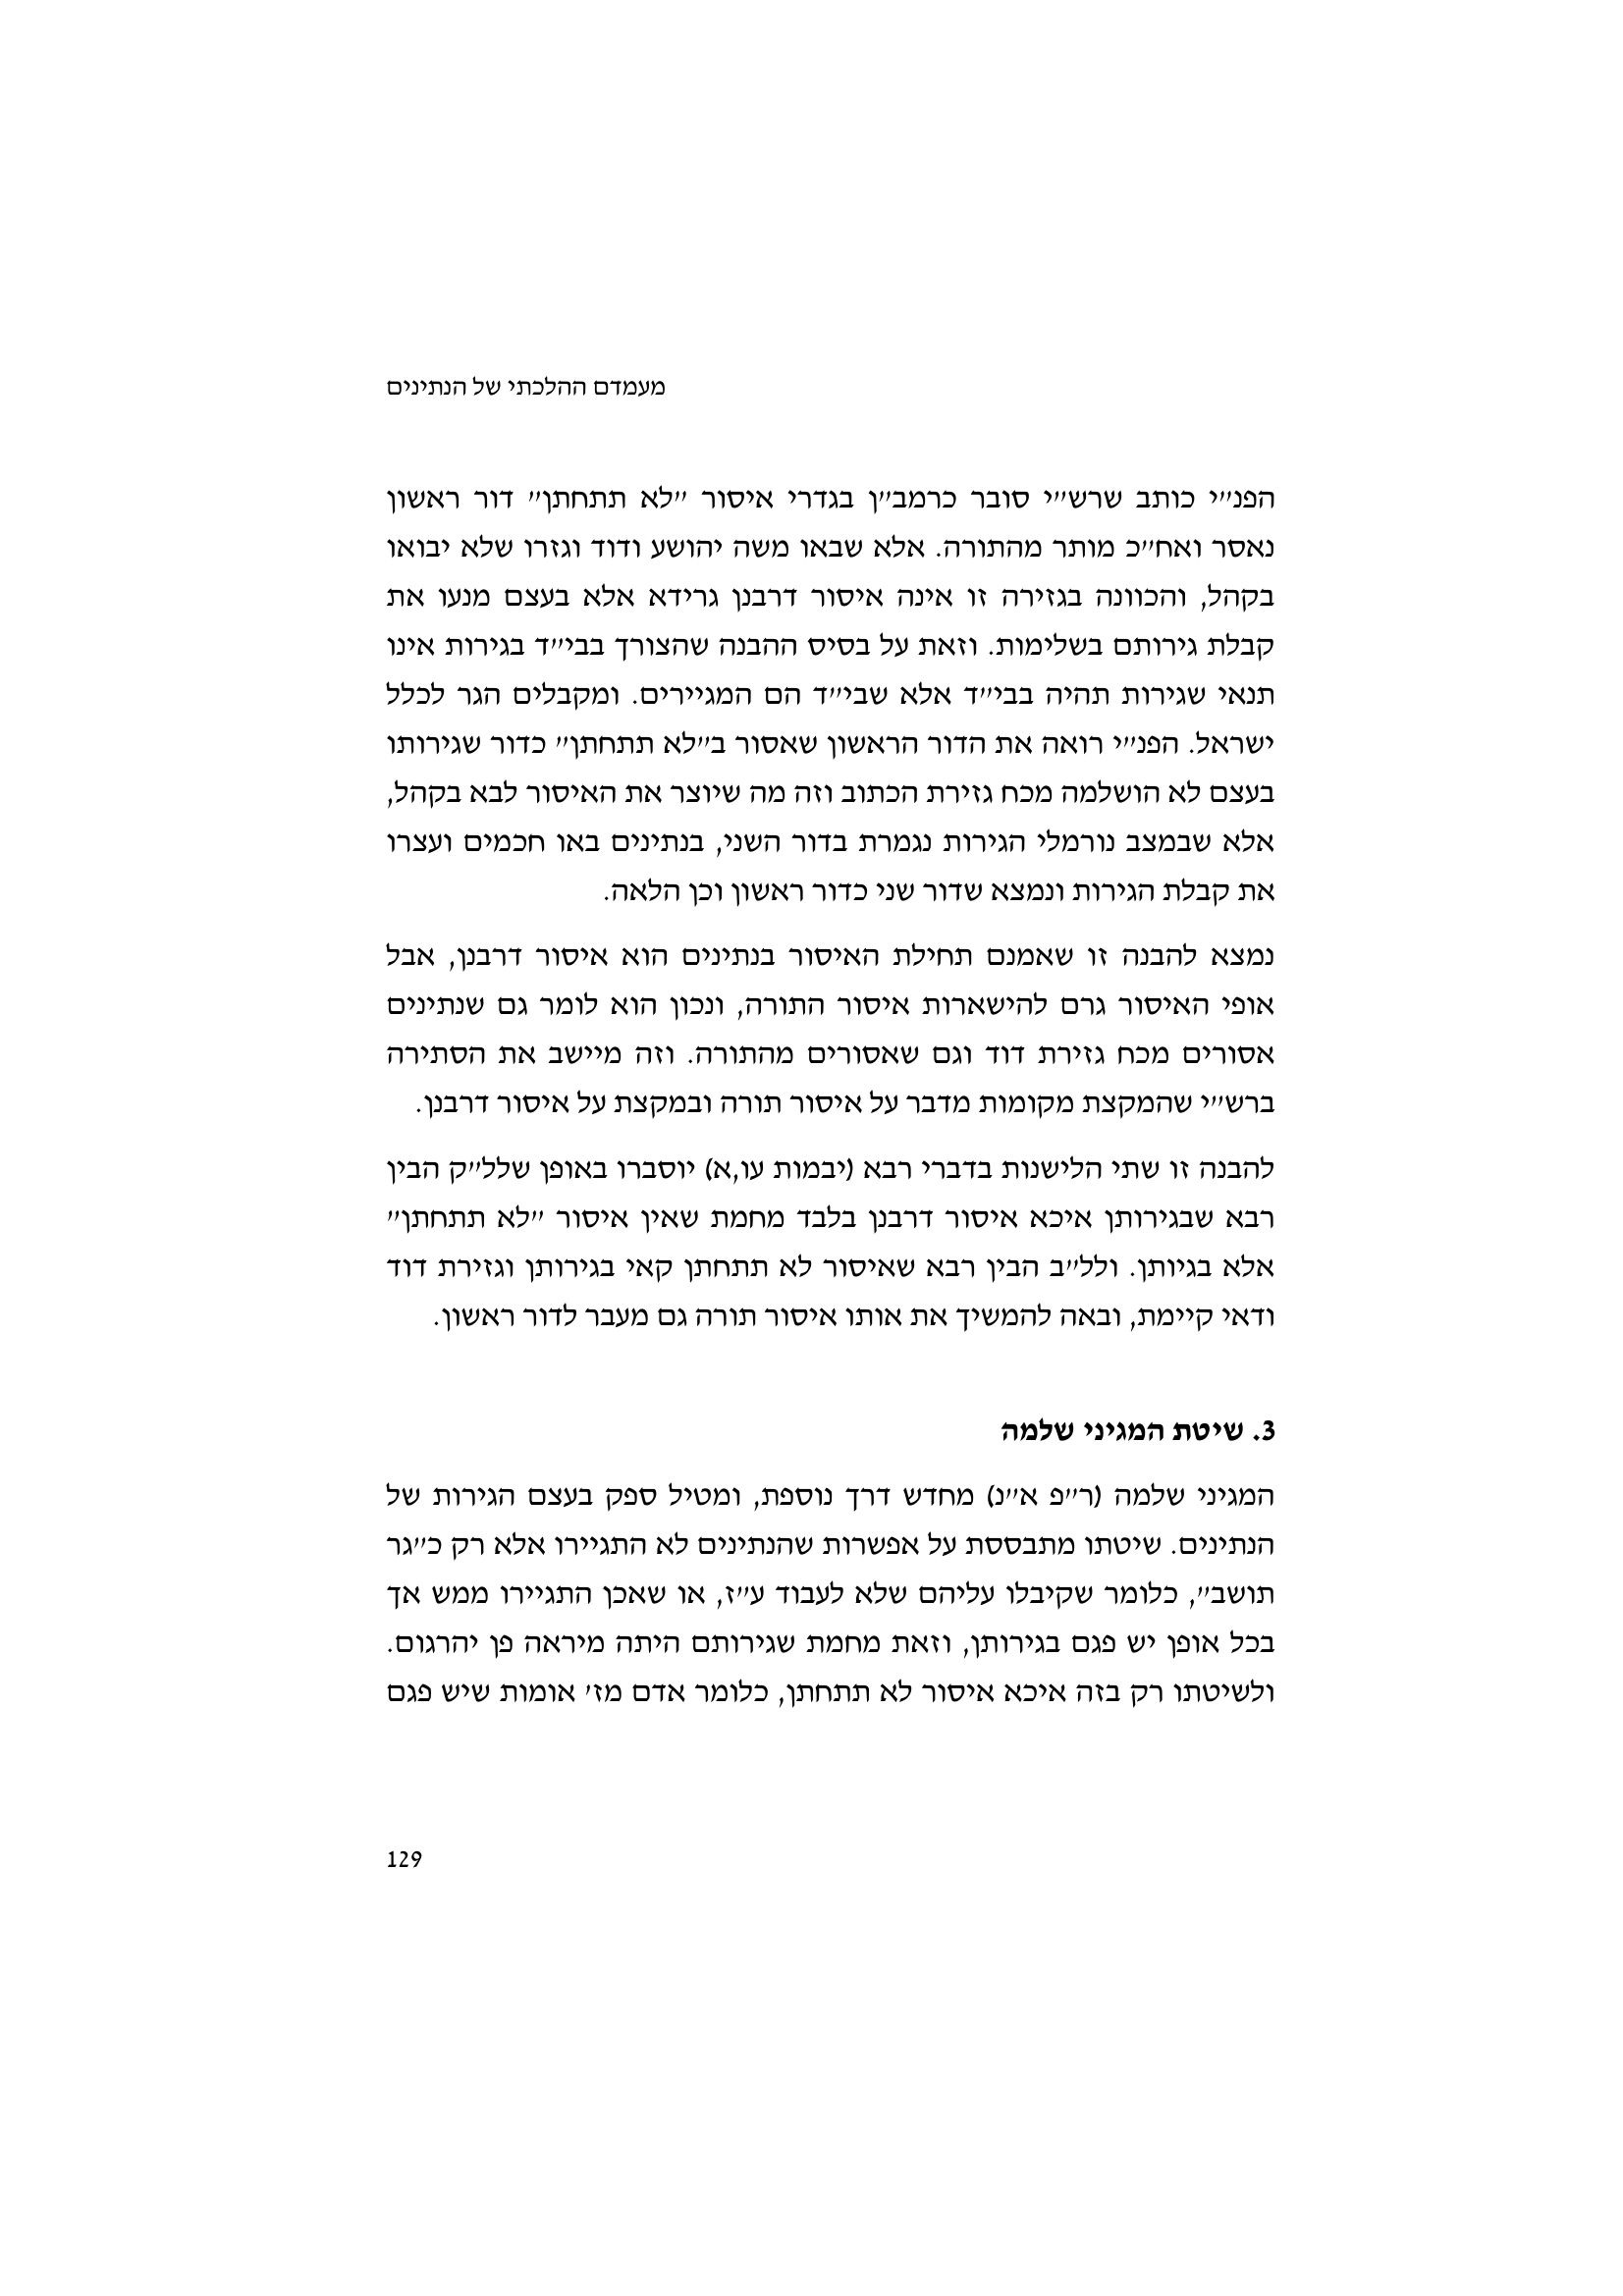 מעמדם ההלכתי של הנתינים
הפנ״י כותב שרש״י סובר כרמב״ן בגדרי איסור ״לא תתחתן״ דור ראשון
נאסר ואח״כ מותר מהתורה. אלא שבאו משה יהושע ודוד וגזרו שלא יבואו
בקהל, והכוונה בגזירה זו אינה איסור דרבנן גרידא אלא בעצם מנעו את
קבלת גירותם בשלימות. וזאת על בסיס ההבנה שהצורך בבי״ד בגירות אינו
תנאי שגירות תהיה בבי״ד אלא שבי״ד הם המגיירים. ומקבלים הגר לכלל
ישראל. הפנ״י רואה את הדור הראשון שאסור ב״לא תתחתן״ כדור שגירותו
בעצם לא הושלמה מכח גזירת הכתוב וזה מה שיוצר את האיסור לבא בקהל,
אלא שבמצב נורמלי הגירות נגמרת בדור השני, בנתינים באו חכמים ועצרו
את קבלת הגירות ונמצא שדור שני כדור ראשון וכן הלאה.
נמצא להבנה זו שאמנם תחילת האיסור בנתינים הוא איסור דרבנן, אבל
אופי האיסור גרם להישארות איסור התורה, ונכון הוא לומר גם שנתינים
אסורים מכח גזירת דוד וגם שאסורים מהתורה. וזה מיישב את הסתירה
ברש״י שהמקצת מקומות מדבר על איסור תורה ובמקצת על איסור דרבנן.
להבנה זו שתי הלישנות בדברי רבא (יבמות עו,א) יוסברו באופן שלל״ק הבין
רבא שבגירותן איכא איסור דרבנן בלבד מחמת שאין איסור ״לא תתחתן״
אלא בגיותן. ולל״ב הבין רבא שאיסור לא תתחתן קאי בגירותן וגזירת דוד
ודאי קיימת, ובאה להמשיך את אותו איסור תורה גם מעבר לדור ראשון.
3. שיטת המגיני שלמה
המגיני שלמה (ר״פ א״נ) מחדש דרך נוספת, ומטיל ספק בעצם הגירות של
הנתינים. שיטתו מתבססת על אפשרות שהנתינים לא התגיירו אלא רק כ״גר
תושב״, כלומר שקיבלו עליהם שלא לעבוד ע״ז, או שאכן התגיירו ממש אך
בכל אופן יש פגם בגירותן, וזאת מחמת שגירותם היתה מיראה פן יהרגום.
ולשיטתו רק בזה איכא איסור לא תתחתן, כלומר אדם מז׳ אומות שיש פגם
129